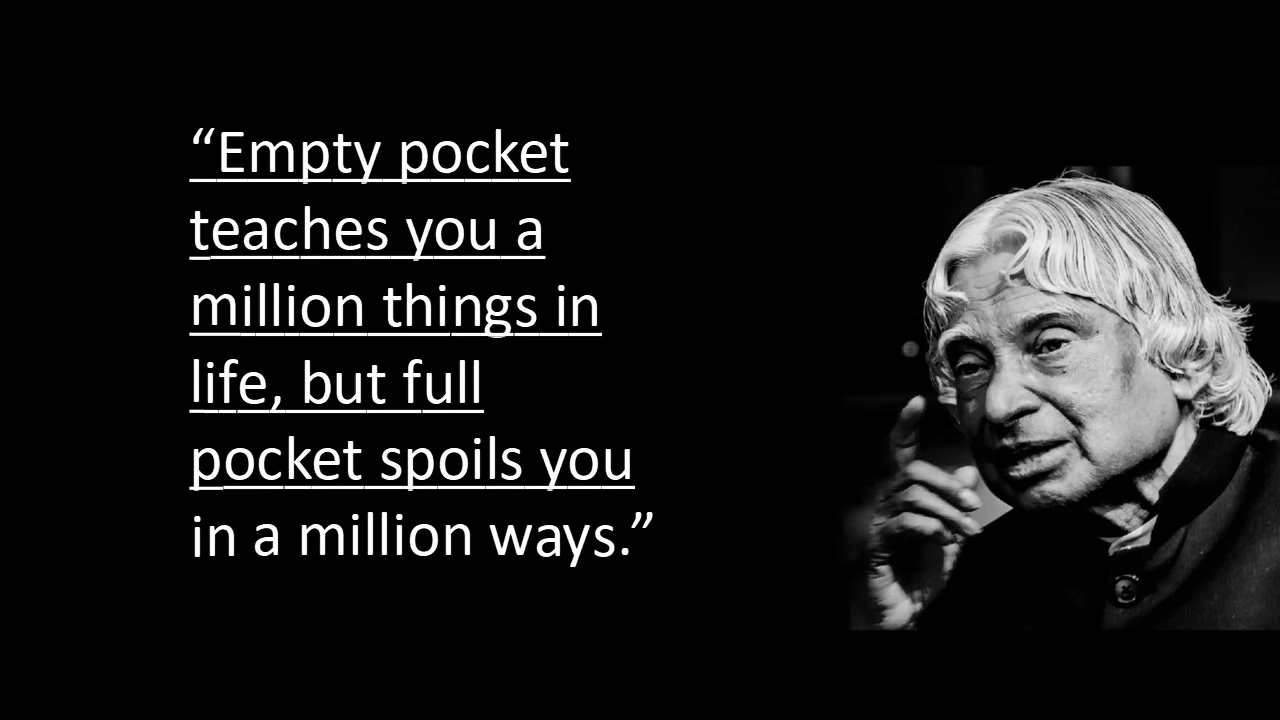 “Empty pocket
teaches you a
million things in
life, but full
pocket spoils you
in a million ways.”